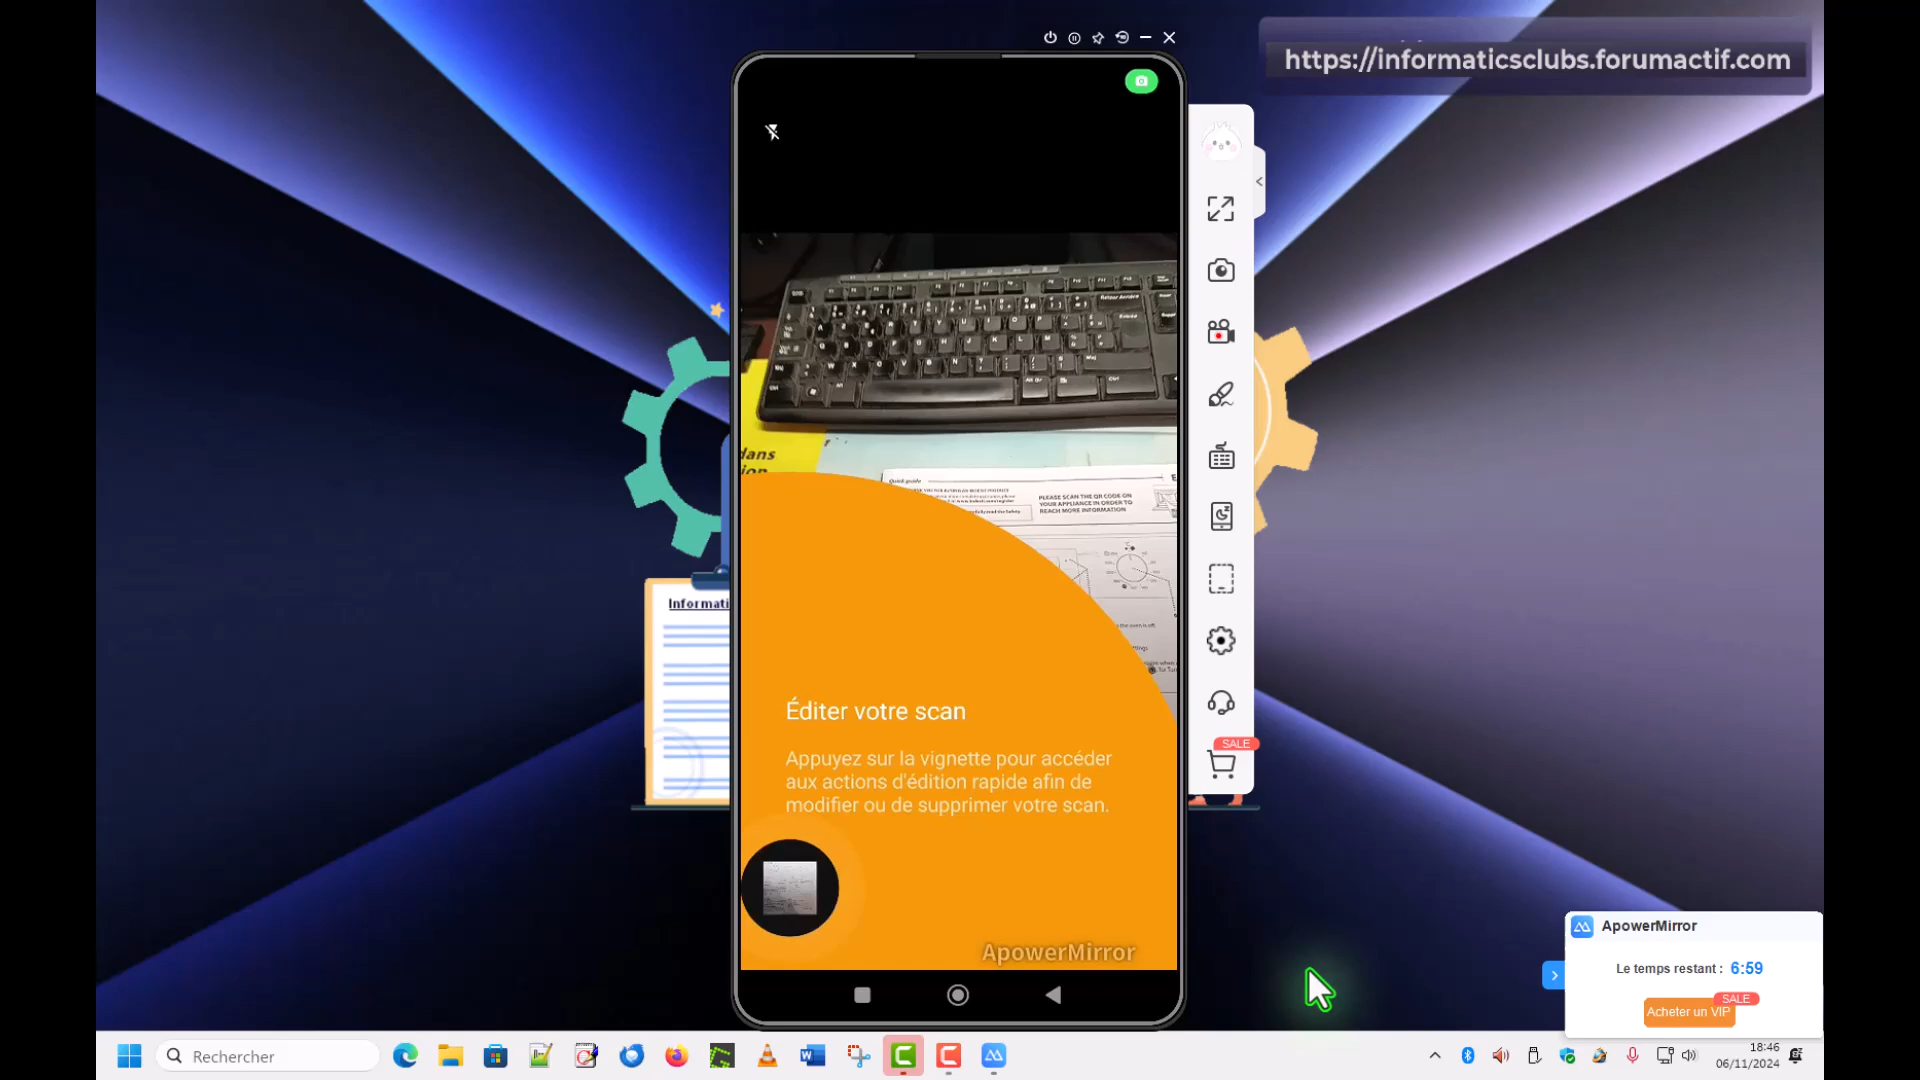 https://informaticsclubs.forumactif.com
dans
Quick guide
PLEASE SCAN THE QR CODE ON
YOUR APPLIANCE IN ORDER TO
REACH MORE INFORMATION
Informati
Éditer votre scan
Appuyez sur la vignette pour accéder
aux actions d'édition rapide afin de
modifier ou de supprimer votre scan.
ApowerMirror
SALE
ApowerMirror
Le temps restant : 6:59
SALE
Acheter un VIP
Rechercher
18:46
06/11/2024